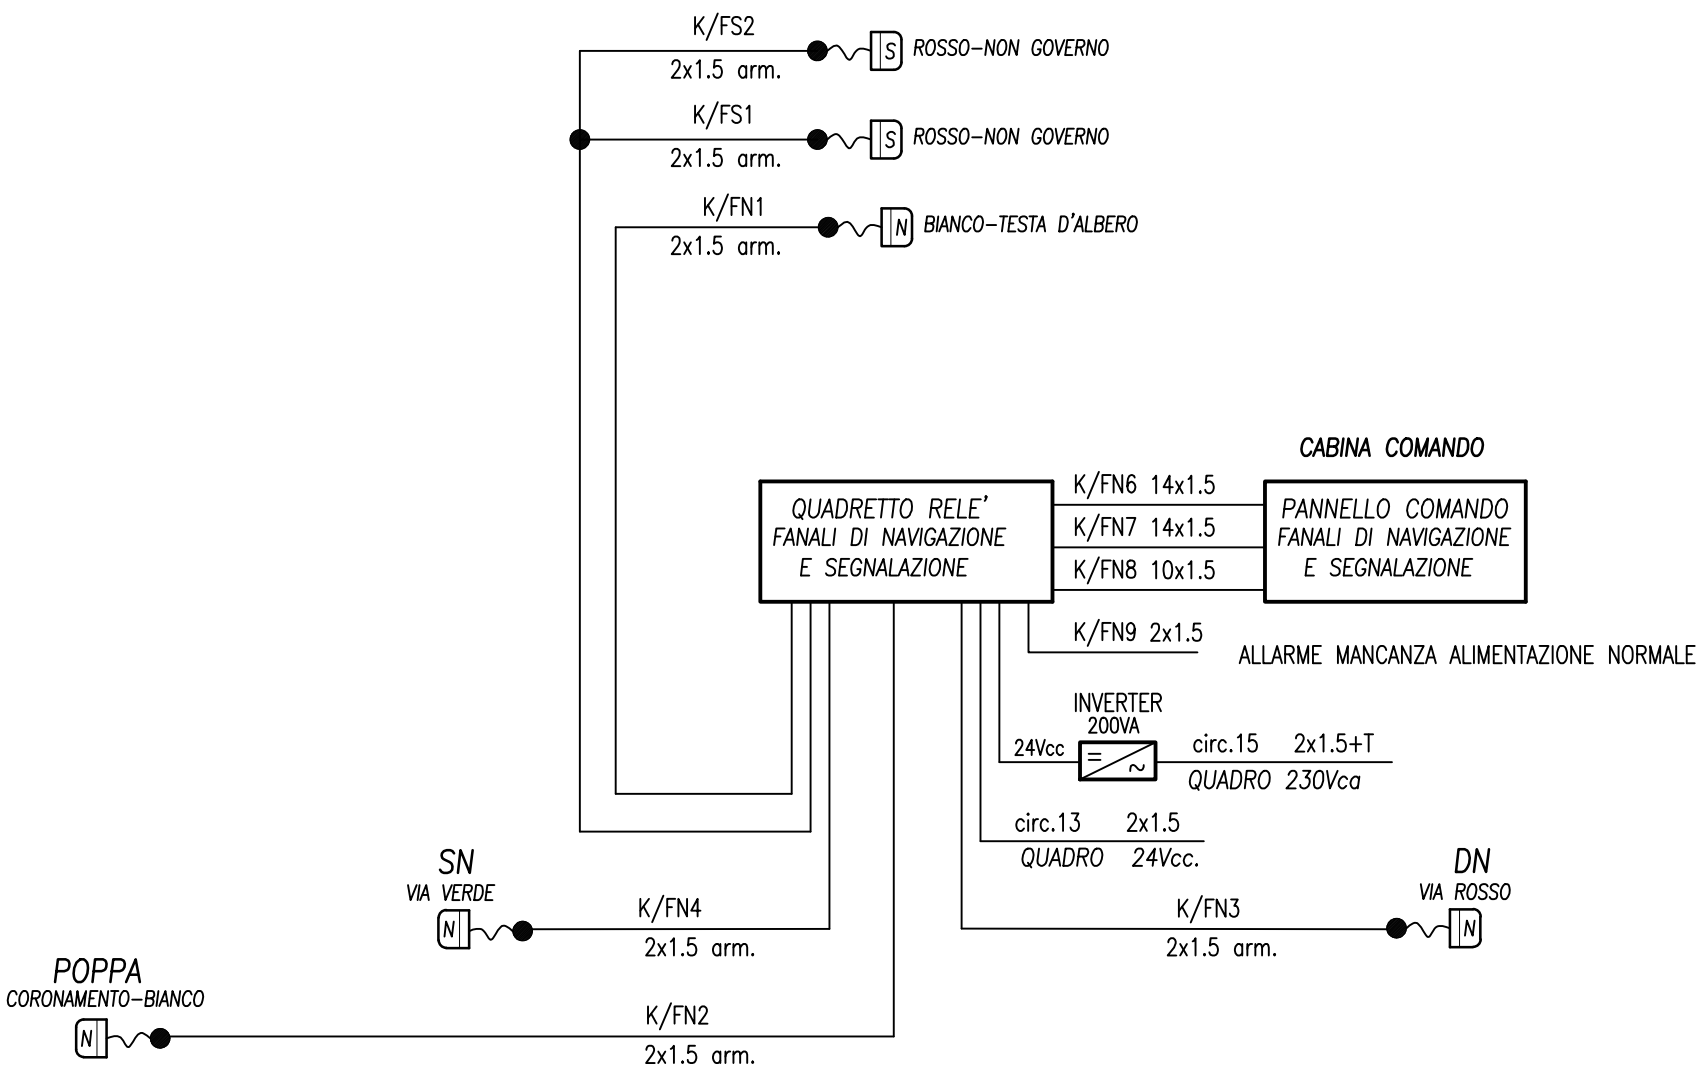 K/FS2
2x1.5 arm.
S
ROSSO-NON GOVERNO
K/FS1
2x1.5 arm.
S
ROSSO-NON GOVERNO
K/FN1
2x1.5 arm.
N
BIANCO-TESTA D'ALBERO
CABINA COMANDO
QUADRETTO RELE'
FANALI DI NAVIGAZIONE
E SEGNALAZIONE
K/FN6 14x1.5
K/FN7 14x1.5
K/FN8 10x1.5
PANNELLO COMANDO
FANALI DI NAVIGAZIONE
E SEGNALAZIONE
K/FN9 2x1.5
ALLARME MANCANZA ALIMENTAZIONE NORMALE
INVERTER
200VA
24Vcc
=
~
circ.15 2x1.5+T
QUADRO 230Vca
circ.13 2x1.5
QUADRO 24Vcc.
SN
VIA VERDE
N
K/FN4
2x1.5 arm.
DN
VIA ROSSO
N
K/FN3
2x1.5 arm.
POPPA
CORONAMENTO-BIANCO
N
K/FN2
2x1.5 arm.